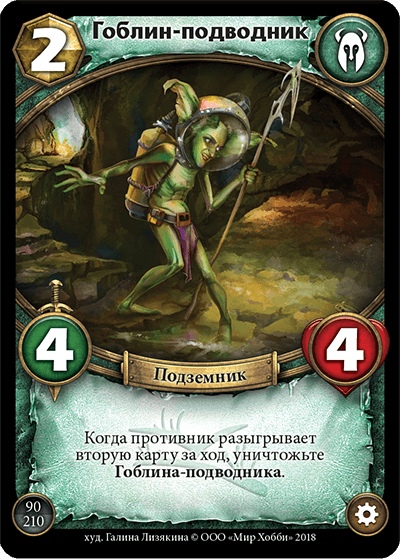 2
Гоблин-подводник
4
Подземник
4
Когда противник разыгрывает
вторую карту за ход, уничтожьте
Гоблина-подводника.
90
210
худ. Галина Лизякина © ООО «Мир Хобби» 2018